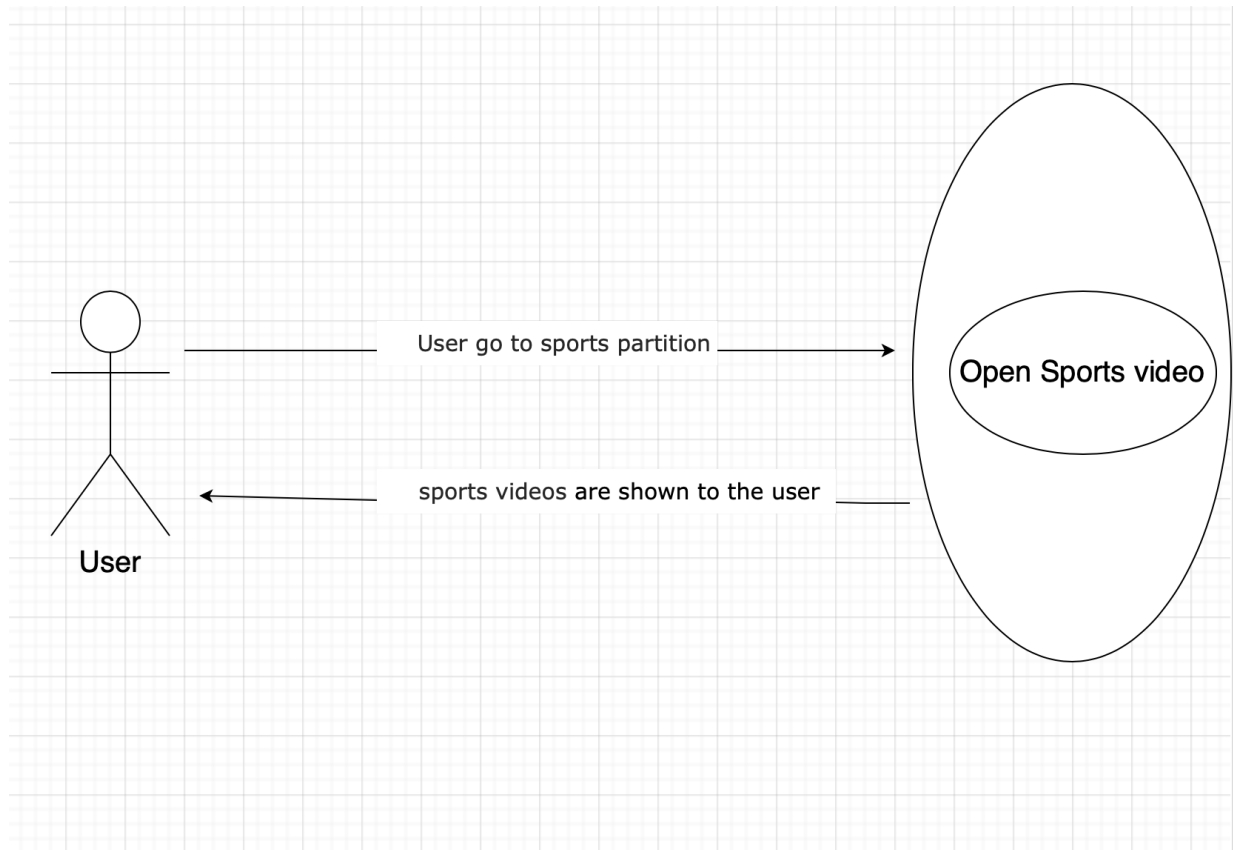 User go to sports partition
Open Sports video
sports videos are shown to the user
User